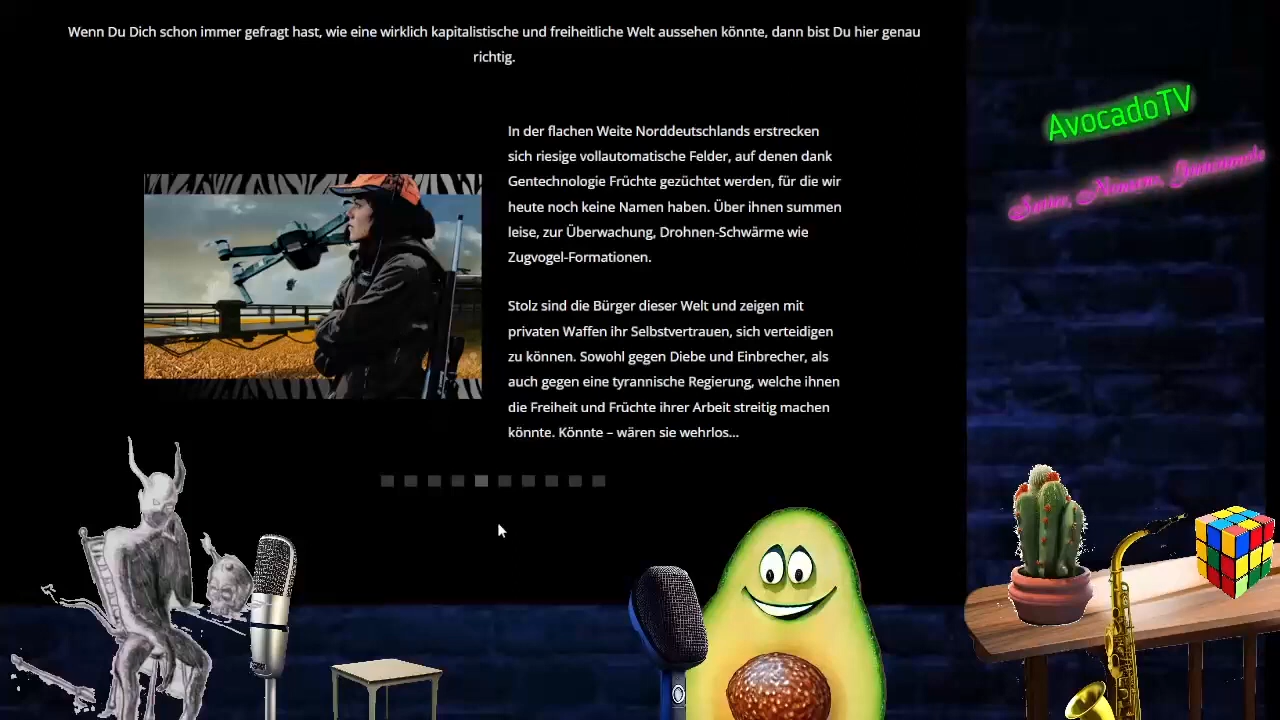 Wenn Du Dich schon immer gefragt hast, wie eine wirklich kapitalistische und freiheitliche Welt aussehen könnte, dann bist Du hier genau
richtig.
In der flachen Weite Norddeutschlands erstrecken
sich riesige vollautomatische Felder, auf denen dank
Gentechnologie Früchte gezüchtet werden, für die wir
heute noch keine Namen haben. Über ihnen summen
leise, zur Überwachung, Drohnen-Schwärme wie
Zugvogel-Formationen.
Stolz sind die Bürger dieser Welt und zeigen mit
privaten Waffen ihr Selbstvertrauen, sich verteidigen
zu können. Sowohl gegen Diebe und Einbrecher, als
auch gegen eine tyrannische Regierung, welche ihnen
die Freiheit und Früchte ihrer Arbeit streitig machen
könnte. Könnte – wären sie wehrlos...
AvocadoTV